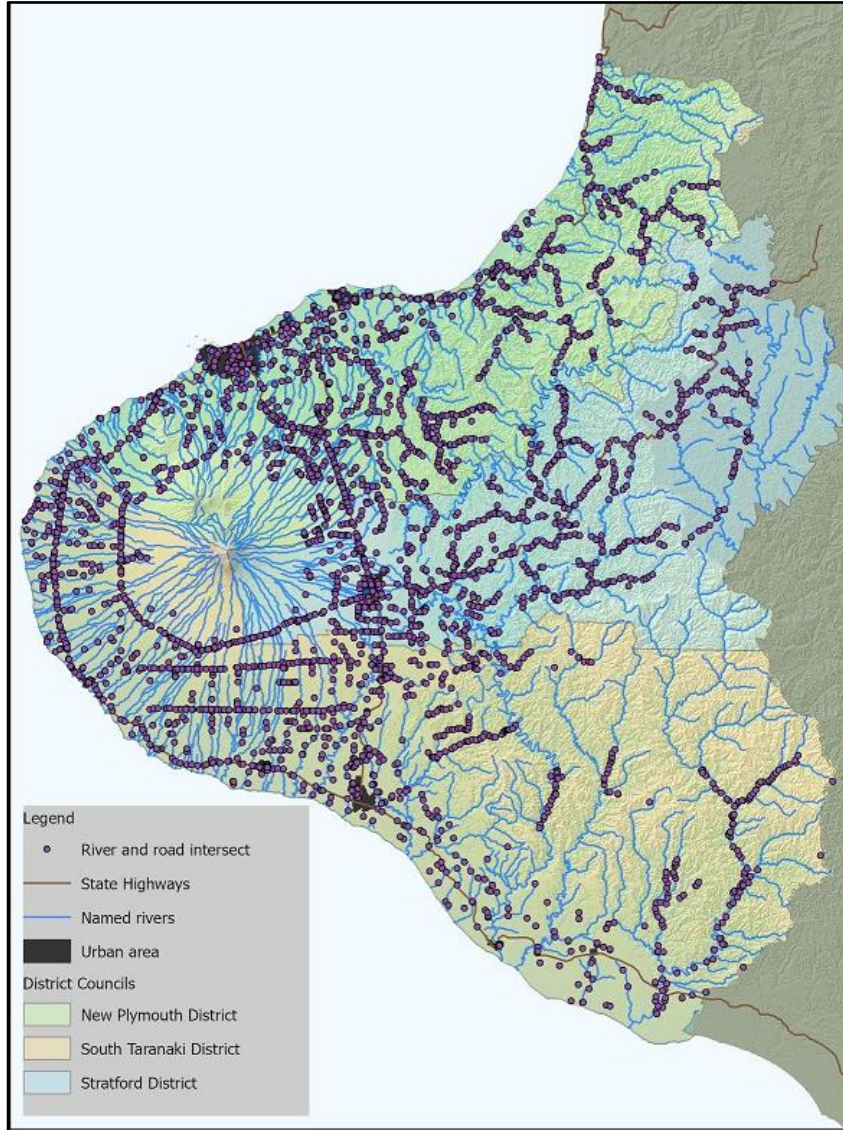 Legend
River and road intersect
State Highways
Named rivers
Urban area
District Councils
New Plymouth District
South Taranaki District
Stratford District